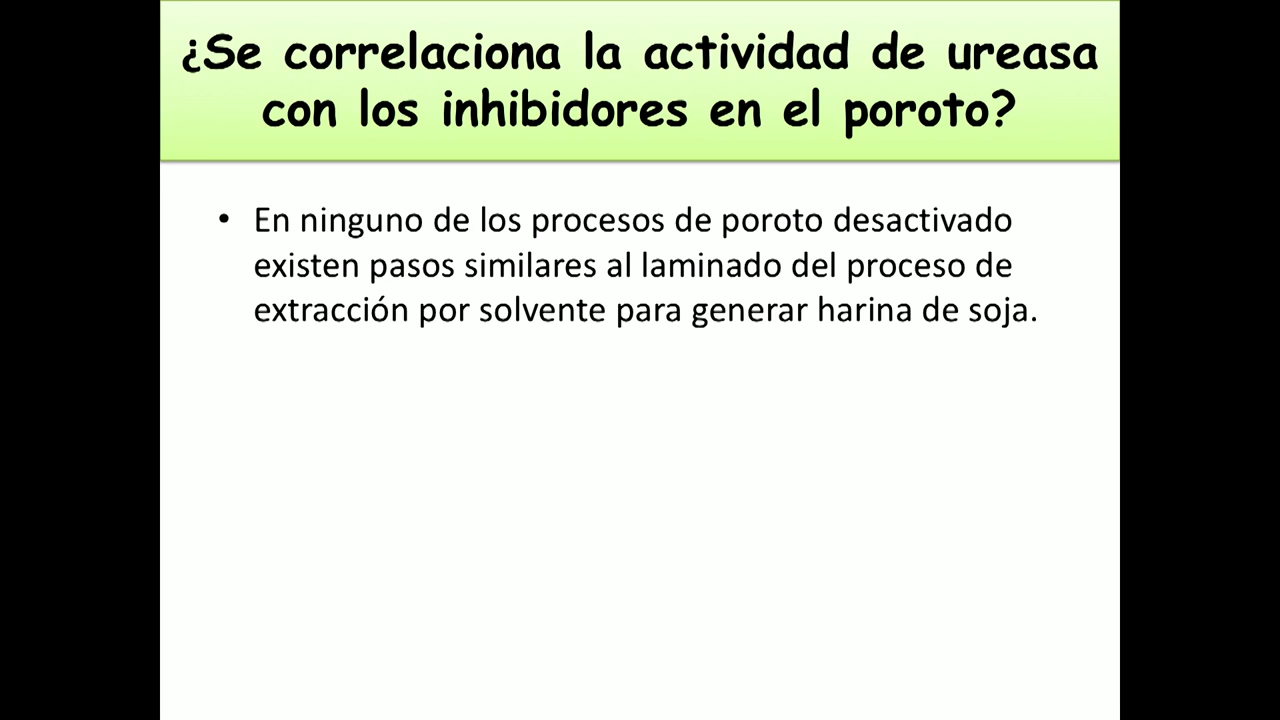 ¿Se correlaciona la actividad de ureasa
con los inhibidores en el poroto?
• En ninguno de los procesos de poroto desactivado
existen pasos similares al laminado del proceso de
extracción por solvente para generar harina de soja.